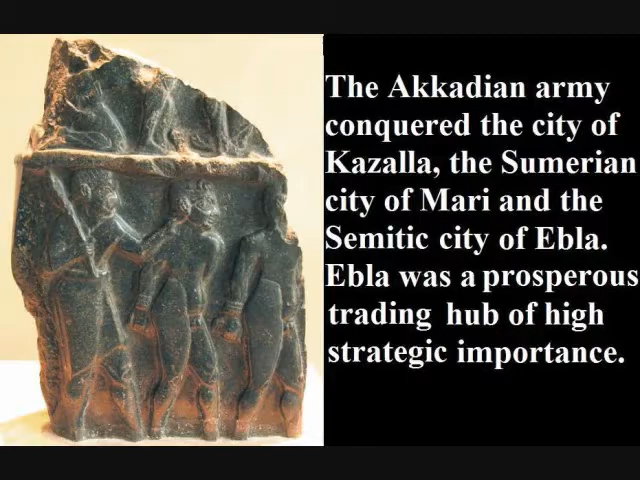 The Akkadian army
conquered the city of
Kazalla, the Sumerian
city of Mari and the
Semitic city of Ebla.
Ebla was a prosperous
trading hub of high
strategic importance.